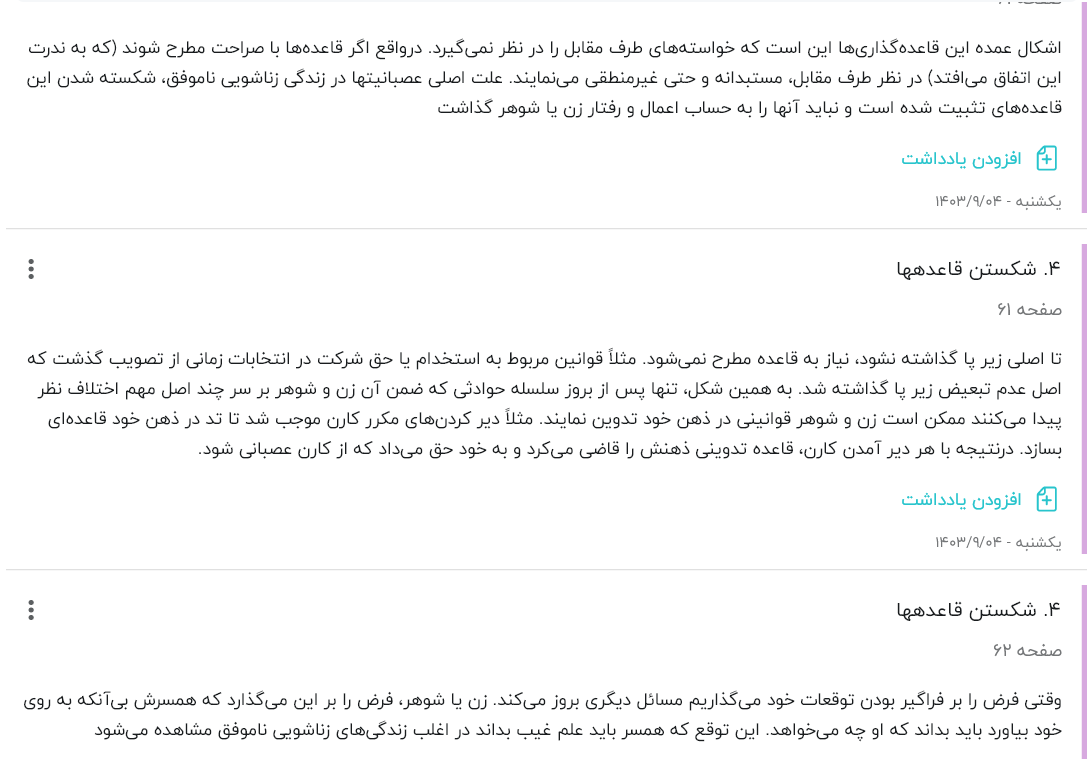 اشکال عمده این قاعده‌گذاری‌ها این است که خواسته‌های طرف مقابل را در نظر نمی‌گیرد. درواقع اگر قاعده‌ها با صراحت مطرح شوند (که به ندرت
این اتفاق می‌افتد) در نظر طرف مقابل، مستبدانه و حتی غیرمنطقی می‌نمایند. علت اصلی عصبانیتها در زندگی زناشویی ناموفق، شکسته شدن این
قاعده‌های تثبیت شده است و نباید آنها را به حساب اعمال و رفتار زن یا شوهر گذاشت
افزودن یادداشت
یکشنبه - ۱۴۰۳/۹/۰۴
۴. شکستن قاعدهها
صفحه ۶۱
تا اصلی زیر پا گذاشته نشود، نیاز به قاعده مطرح نمی‌شود. مثلاً قوانین مربوط به استخدام یا حق شرکت در انتخابات زمانی از تصویب گذشت که
اصل عدم تبعیض زیر پا گذاشته شد. به همین شکل، تنها پس از بروز سلسله حوادثی که ضمن آن زن و شوهر بر سر چند اصل مهم اختلاف نظر
پیدا می‌کنند ممکن است زن و شوهر قوانینی در ذهن خود تدوین نمایند. مثلاً دیر کردن‌های مکرر کارن موجب شد تا تد در ذهن خود قاعده‌ای
بسازد. درنتیجه با هر دیر آمدن کارن، قاعده تدوینی ذهنش را قاضی می‌کرد و به خود حق می‌داد که از کارن عصبانی شود.
افزودن یادداشت
یکشنبه - ۱۴۰۳/۹/۰۴
۴. شکستن قاعدهها
صفحه ۶۲
وقتی فرض را بر فراگیر بودن توقعات خود می‌گذاریم مسائل دیگری بروز می‌کند. زن یا شوهر، فرض را بر این می‌گذارد که همسرش بی‌آنکه به روی
خود بیاورد باید بداند که او چه می‌خواهد. این توقع که همسر باید علم غیب بداند در اغلب زندگی‌های زناشویی ناموفق مشاهده می‌شود